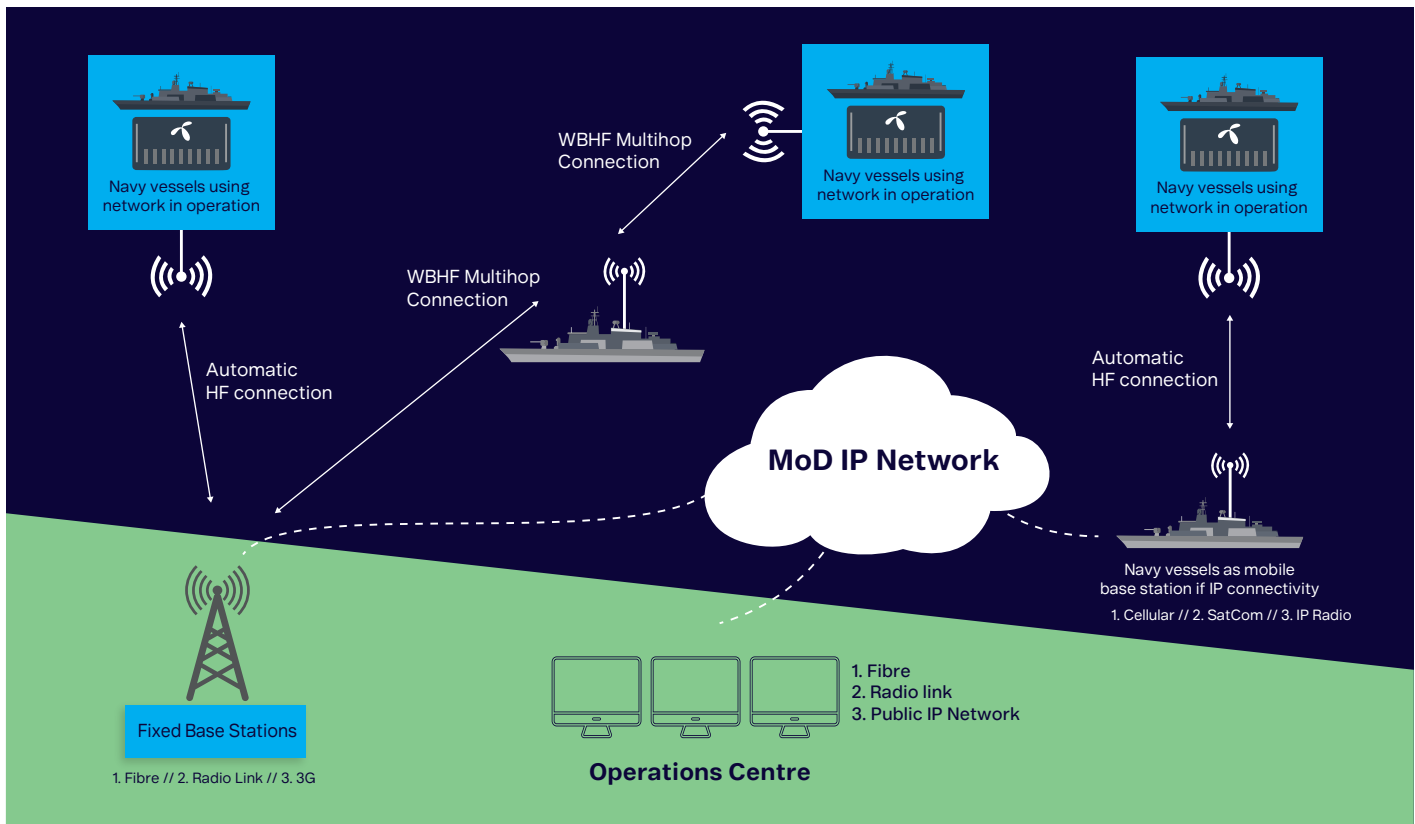 Navy vessels using
network in operation
WBHF Multihop
Connection
Navy vessels using
network in operation
Navy vessels using
network in operation
WBHF Multihop
Connection
Automatic
HF connection
Automatic
HF connection
MoD IP Network
Navy vessels as mobile
base station if IP connectivity
1. Cellular // 2. SatCom // 3. IP Radio
Fixed Base Stations
1. Fibre // 2. Radio Link // 3. 3G
1. Fibre
2. Radio link
3. Public IP Network
Operations Centre